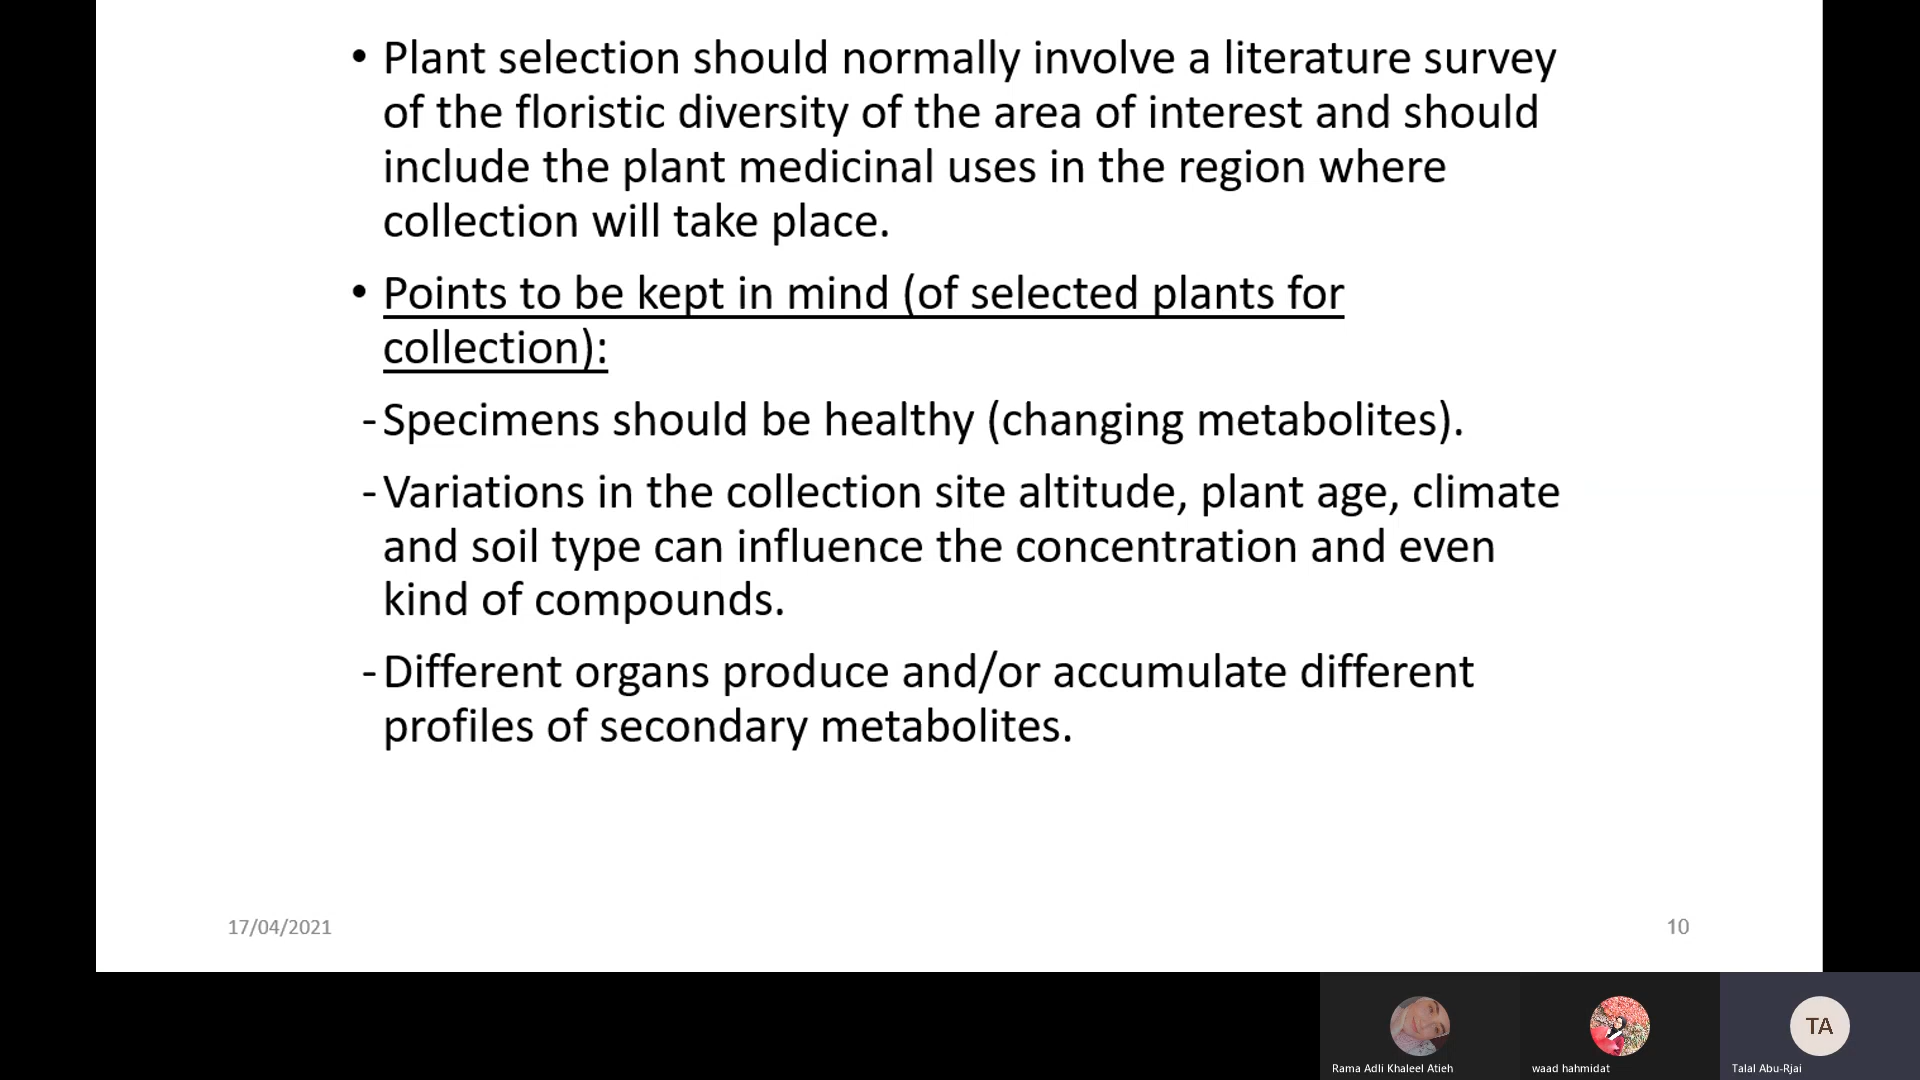 • Plant selection should normally involve a literature survey
of the floristic diversity of the area of interest and should
include the plant medicinal uses in the region where
collection will take place.
• Points to be kept in mind (of selected plants for
collection):
- Specimens should be healthy (changing metabolites).
- Variations in the collection site altitude, plant age, climate
and soil type can influence the concentration and even
kind of compounds.
- Different organs produce and/or accumulate different
profiles of secondary metabolites.
17/04/2021
10
TA
Rama Adli Khaleel Atieh
waad hahmidat
Talal Abu-Rjai